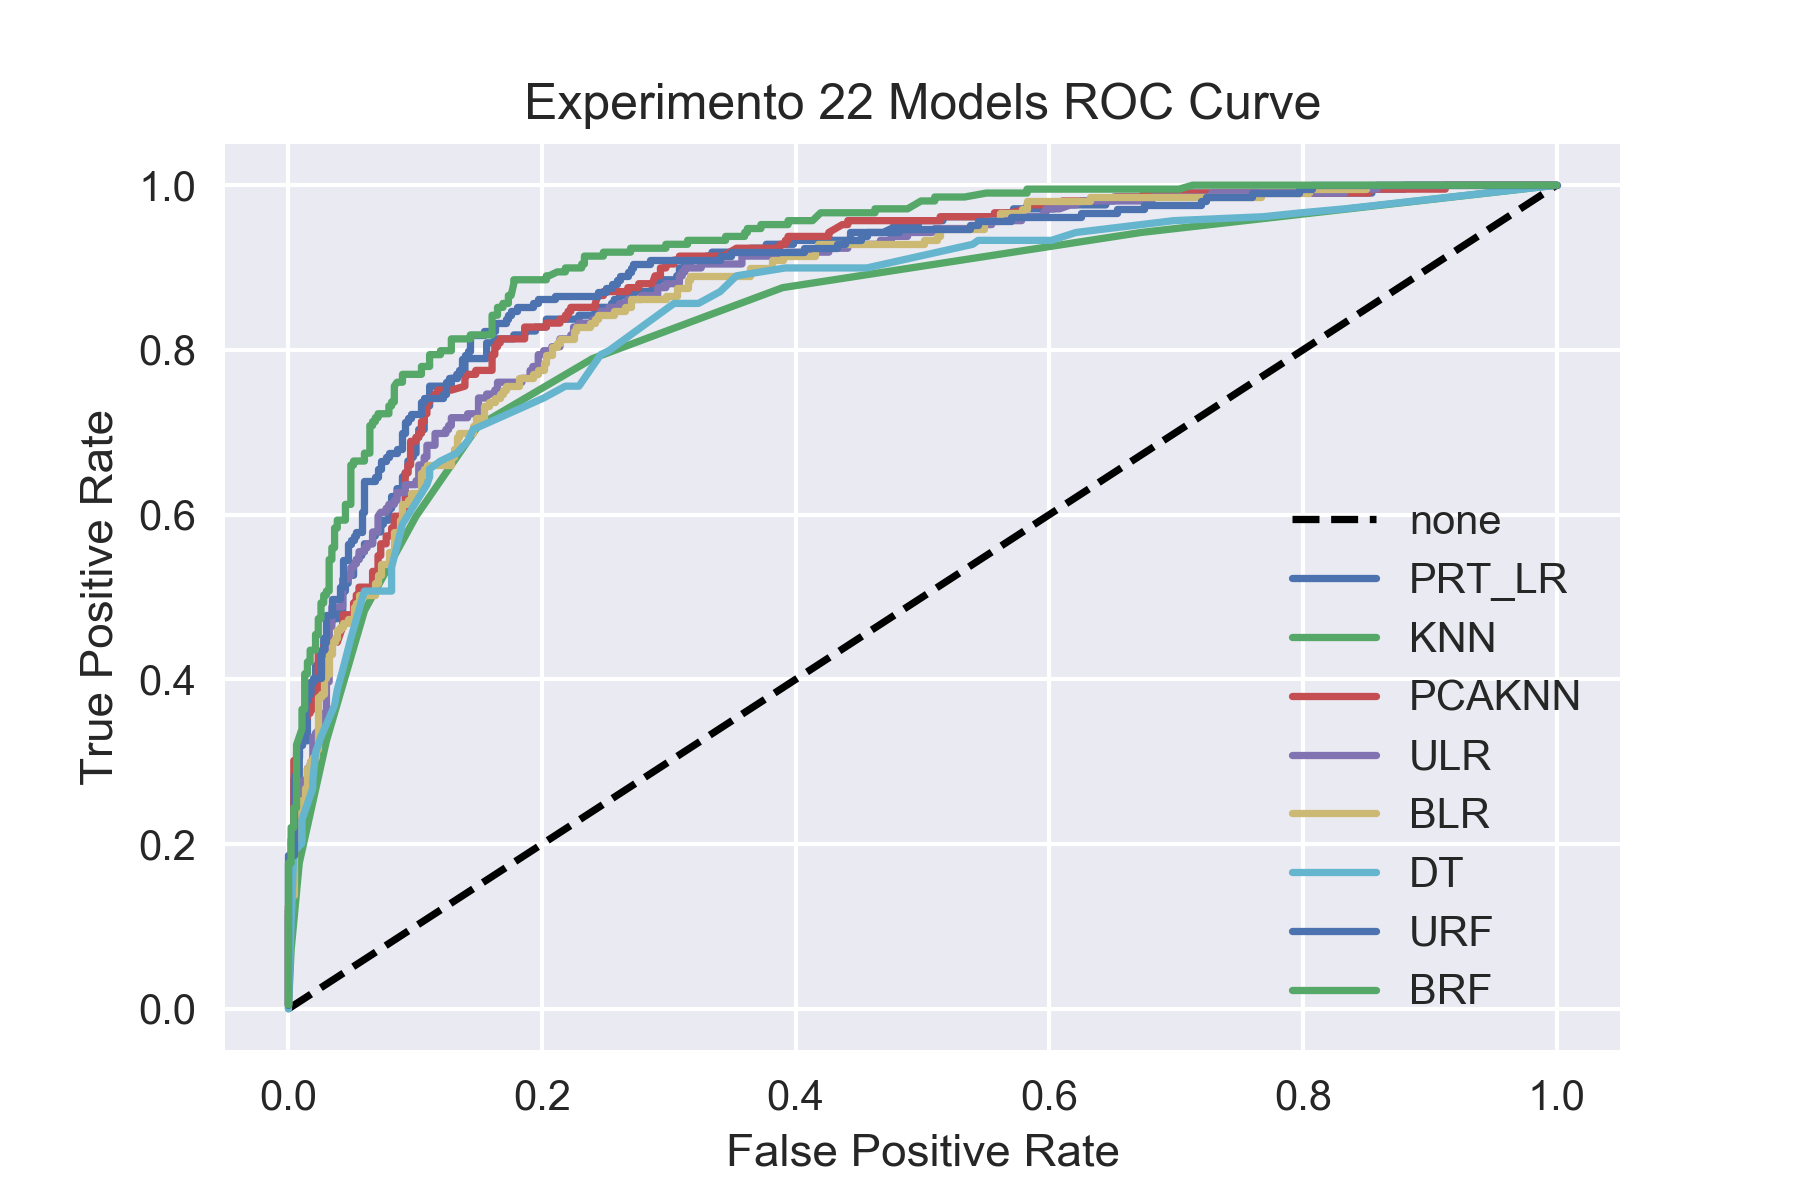 Experimento 22 Models ROC Curve
1.0
0.8
0.6
0.4
0.2
0.0
True Positive Rate
none
PRT_LR
KNN
PCAKNN
ULR
BLR
DT
URF
BRF
0.0 0.2 0.4 0.6 0.8 1.0
False Positive Rate